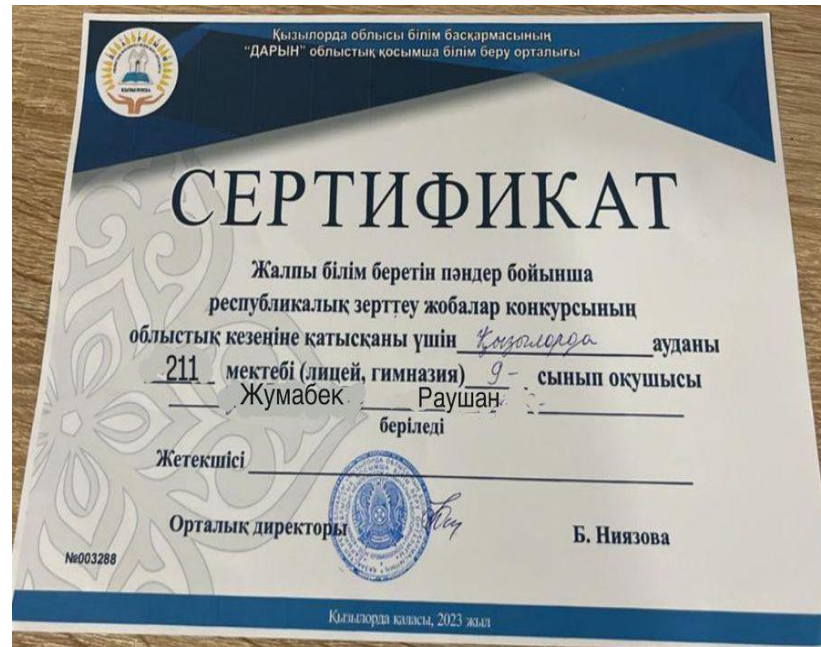 Қызылорда облысы білім басқармасының
"ДАРЫН" облыстық қосымша білім беру орталығы
ҚЫЗЫЛОРДА
СЕРТИФИКАТ
Жалпы білім беретін пәндер бойынша
республикалық зерттеу жобалар конкурсының
облыстық кезеңіне қатысқаны үшін Қызылорда ауданы
211 мектебі (лицей, гимназия) 9- сынып оқушысы
Жумабек Раушан
беріледі
Жетекшісі
Орталық директоры Б. Ниязова
№003288
Қызылорда қаласы, 2023 жыл